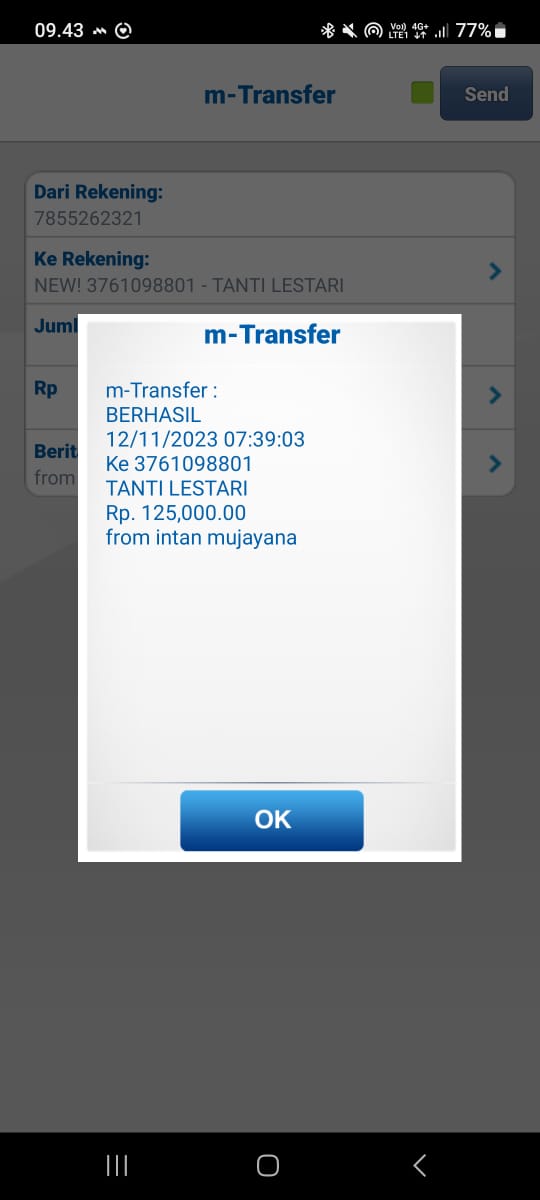 09.43
Vo) 4G+ 77%
LTE1
m-Transfer
Send
Dari Rekening:
7855262321
Ke Rekening:
NEW! 3761098801 - TANTI LESTARI
Juml
Rp
Berit
from
m-Transfer
m-Transfer :
BERHASIL
12/11/2023 07:39:03
Ke 3761098801
TANTI LESTARI
Rp. 125,000.00
from intan mujayana
OK